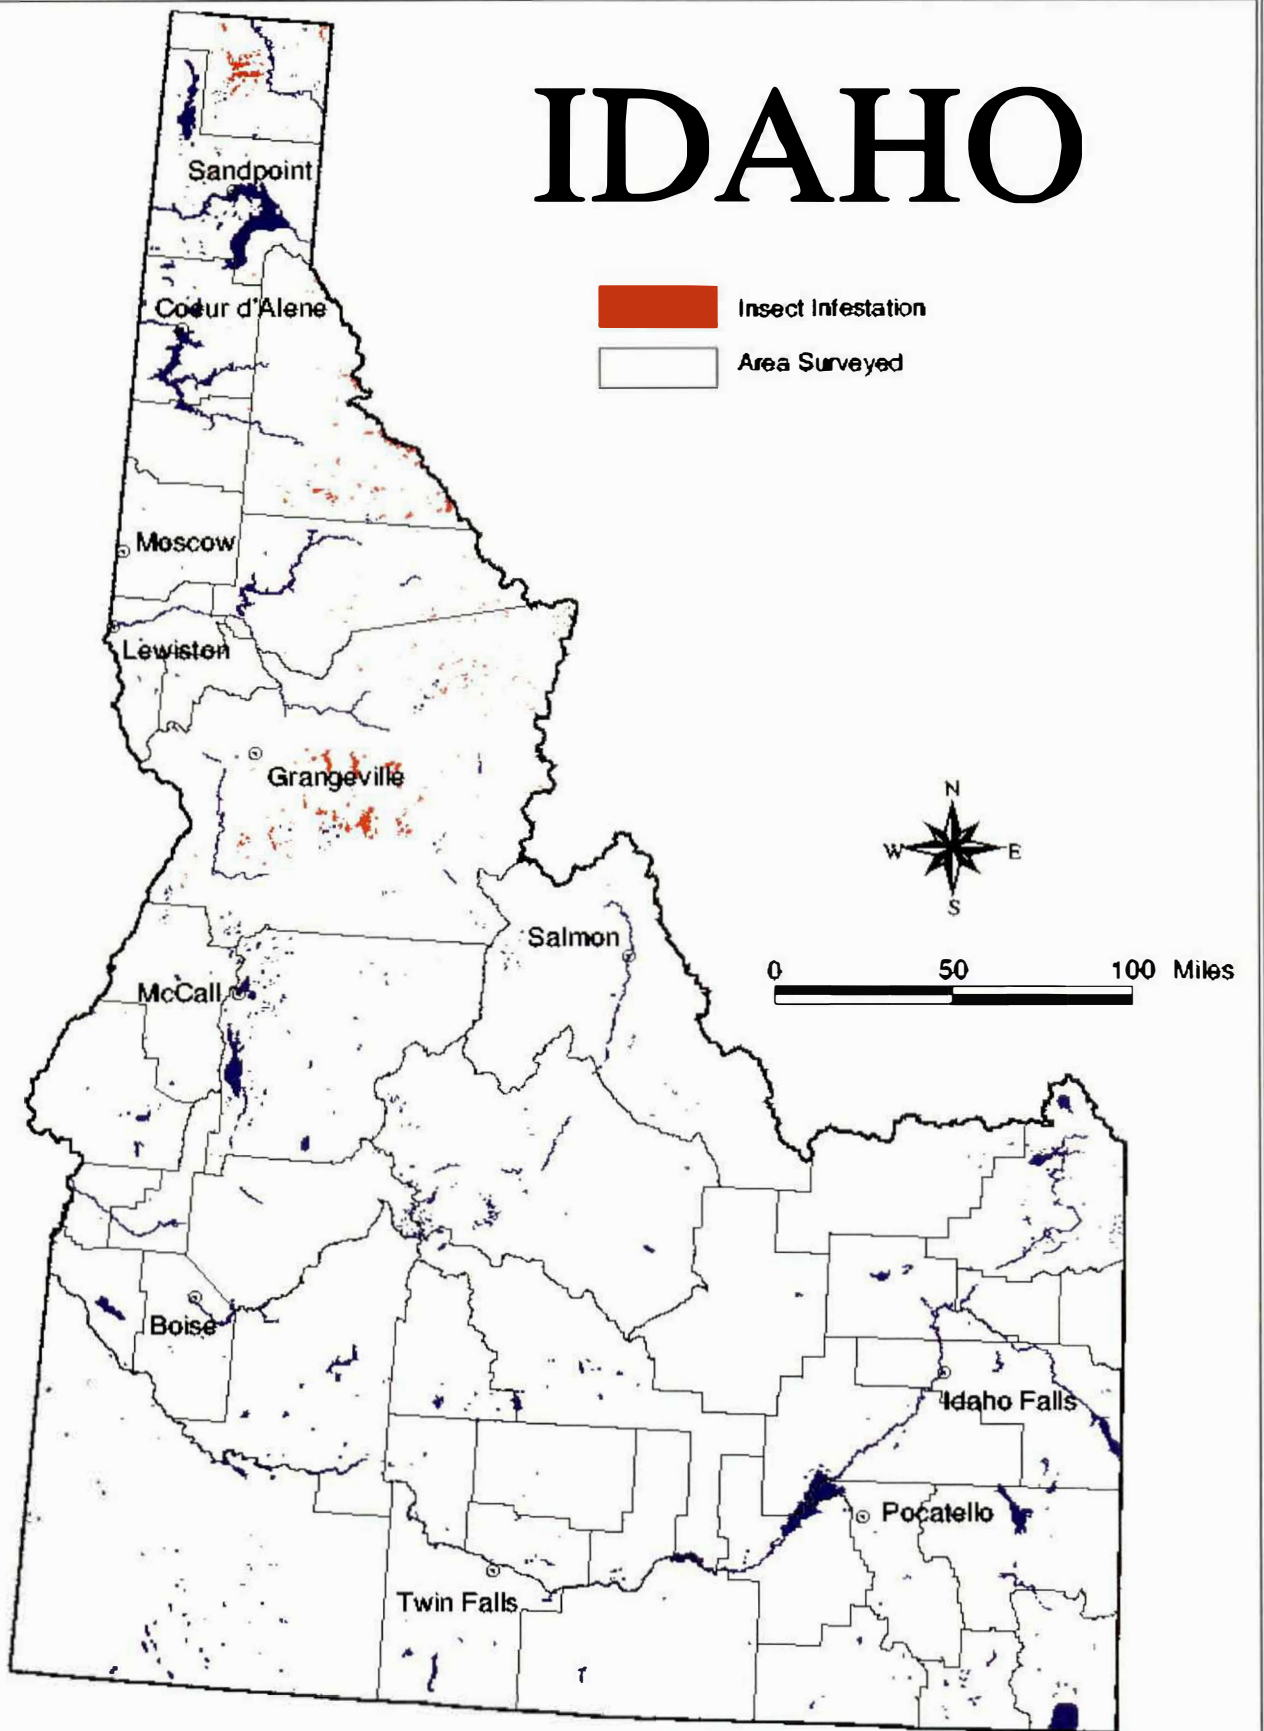 IDAHO
Sandpoint
Insect Infestation
Coeur d'Alene
Area Surveyed
Moscow
Lewiston
Grangeville
N
W E
S
Salmon
0 50 100 Miles
McCall
Boise
Idaho Falls
Pocatello
Twin Falls